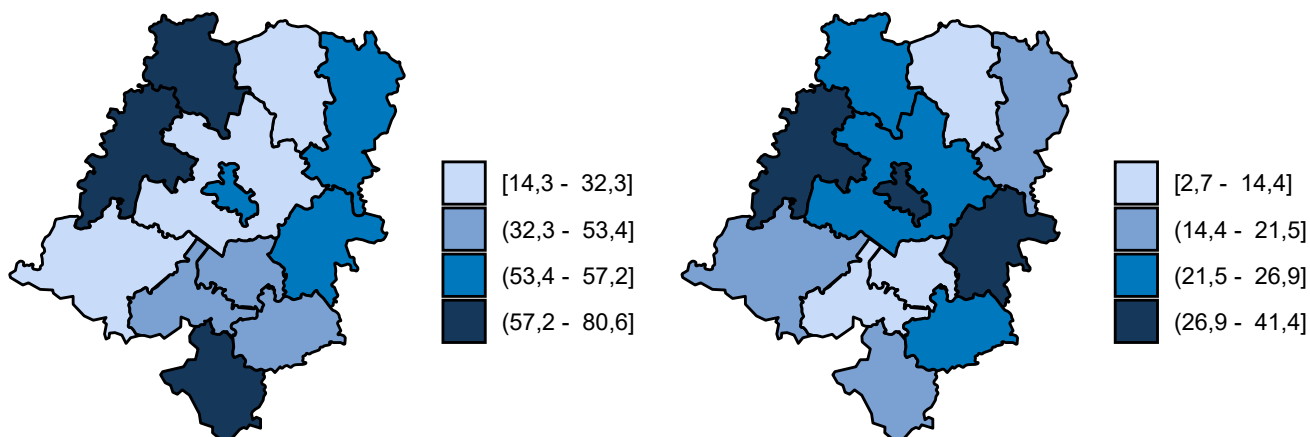 [14,3 - 32,3]
(32,3 - 53,4]
(53,4 - 57,2]
(57,2 - 80,6]
[2,7 - 14,4]
(14,4 - 21,5]
(21,5 - 26,9]
(26,9 - 41,4]